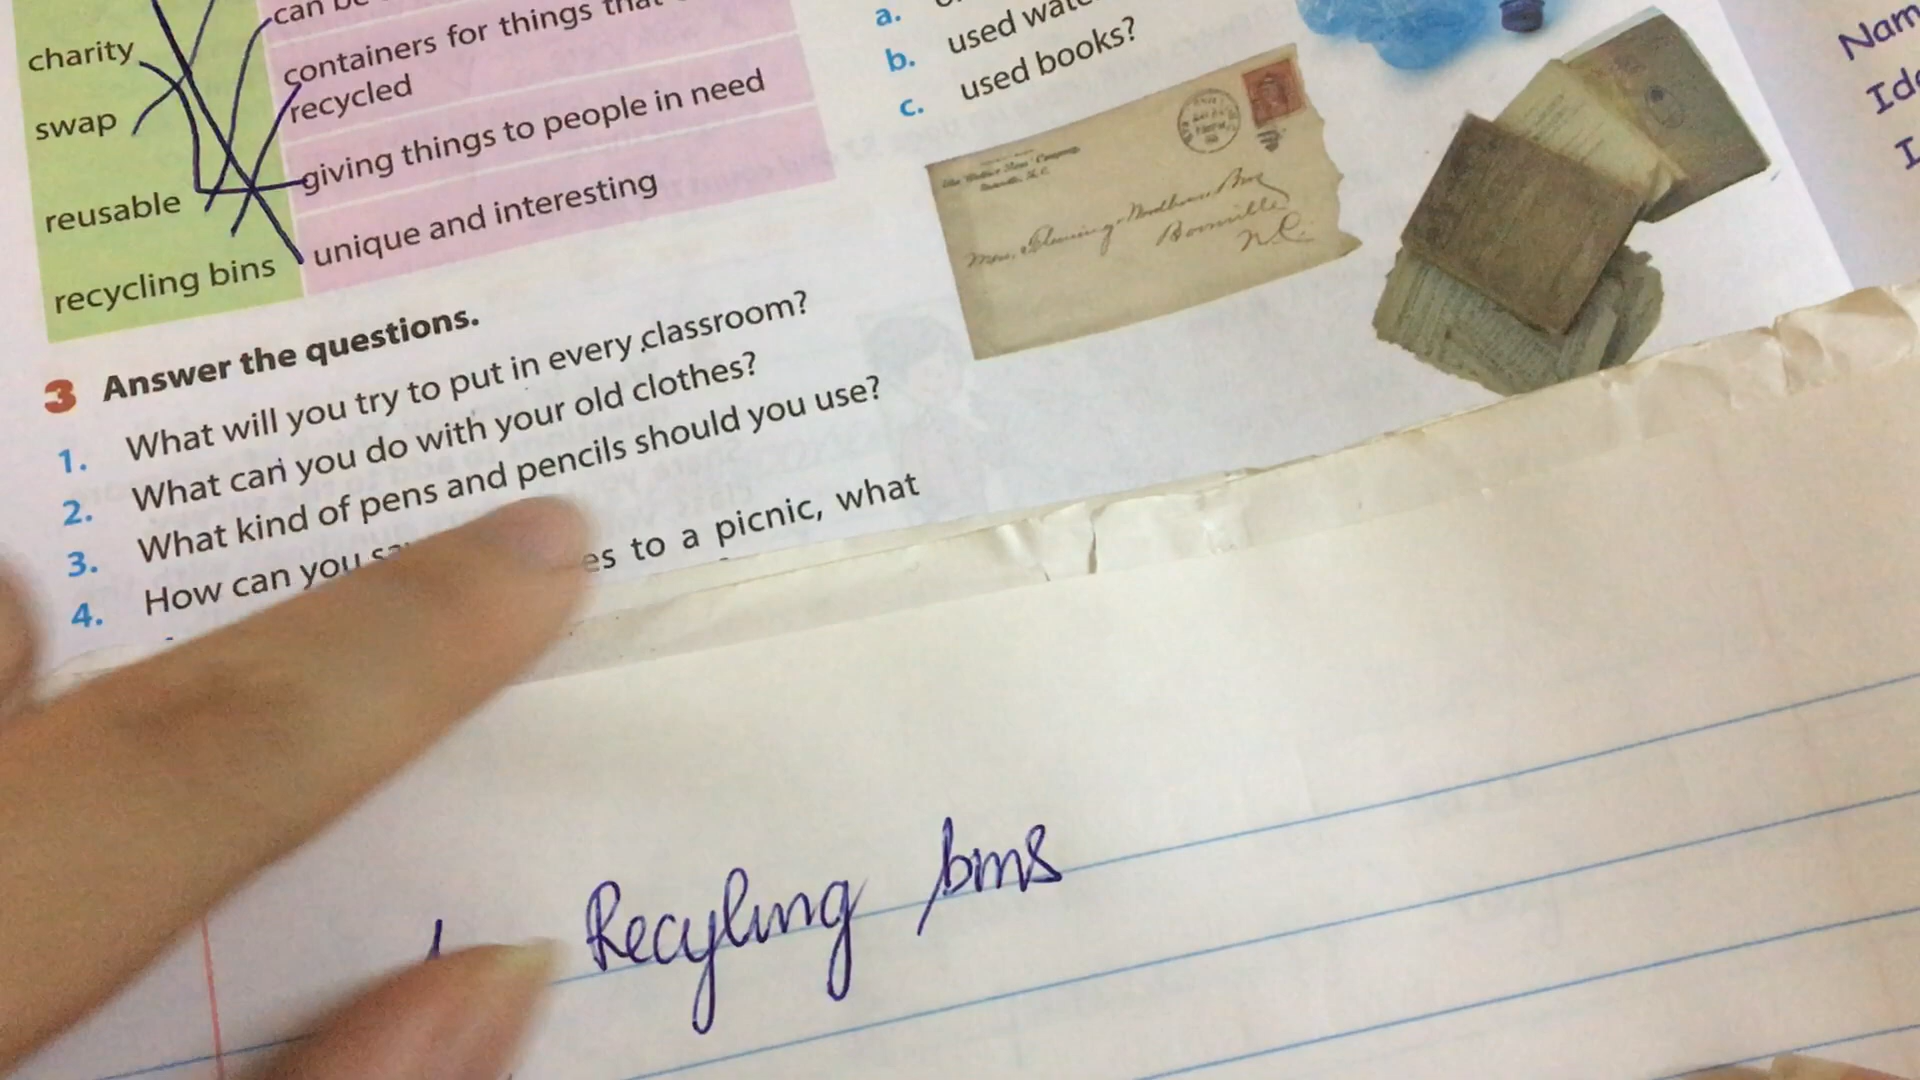 can
containers for things
recycled
giving things to people in need
unique and interesting
charity
swap
reusable
recycling bins
a.
b. used
c. used books?
3 Answer the questions.
1. What will you try to put in every classroom?
2. What can you do with your old clothes?
3. What kind of pens and pencils should you use?
4. How can you
to a picnic, what
Boonville
N.C.
Nam
Recyling bins